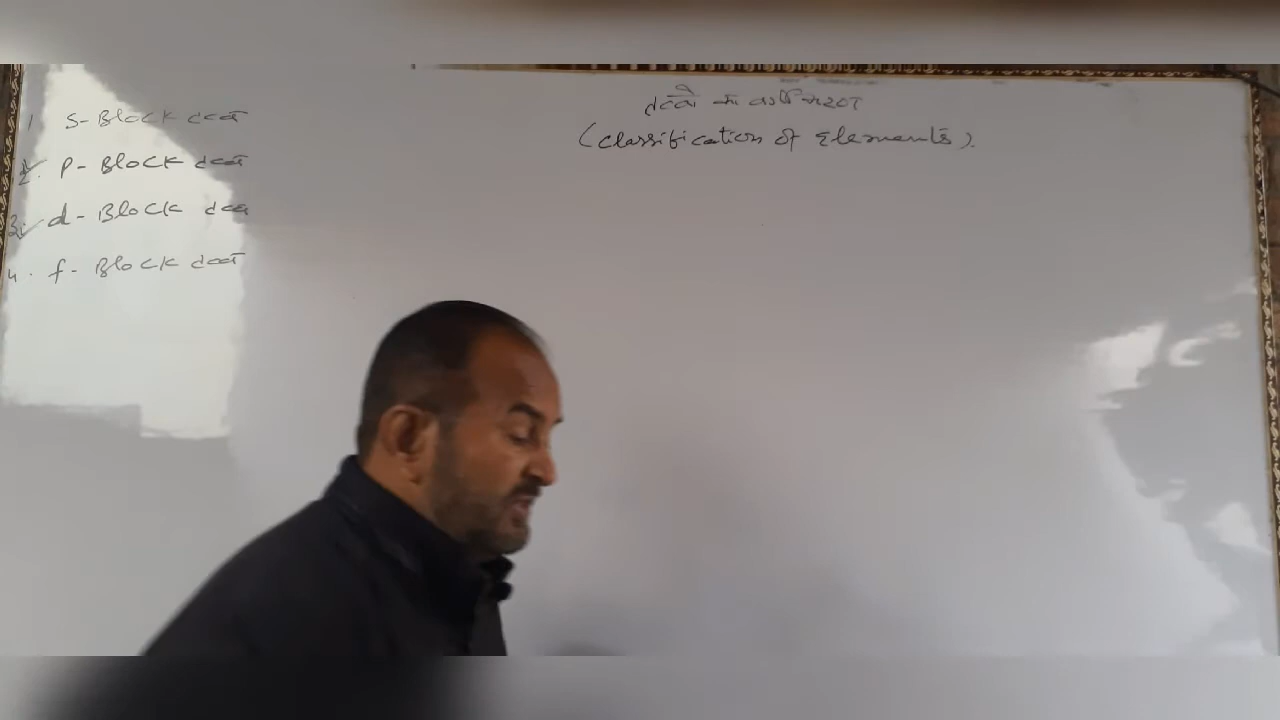 तत्वों का वर्गीकरण
(Classification of Elements).
1. S-Block तत्व
2. P-Block तत्व
3. d-Block तत्व
4. f-Block तत्व